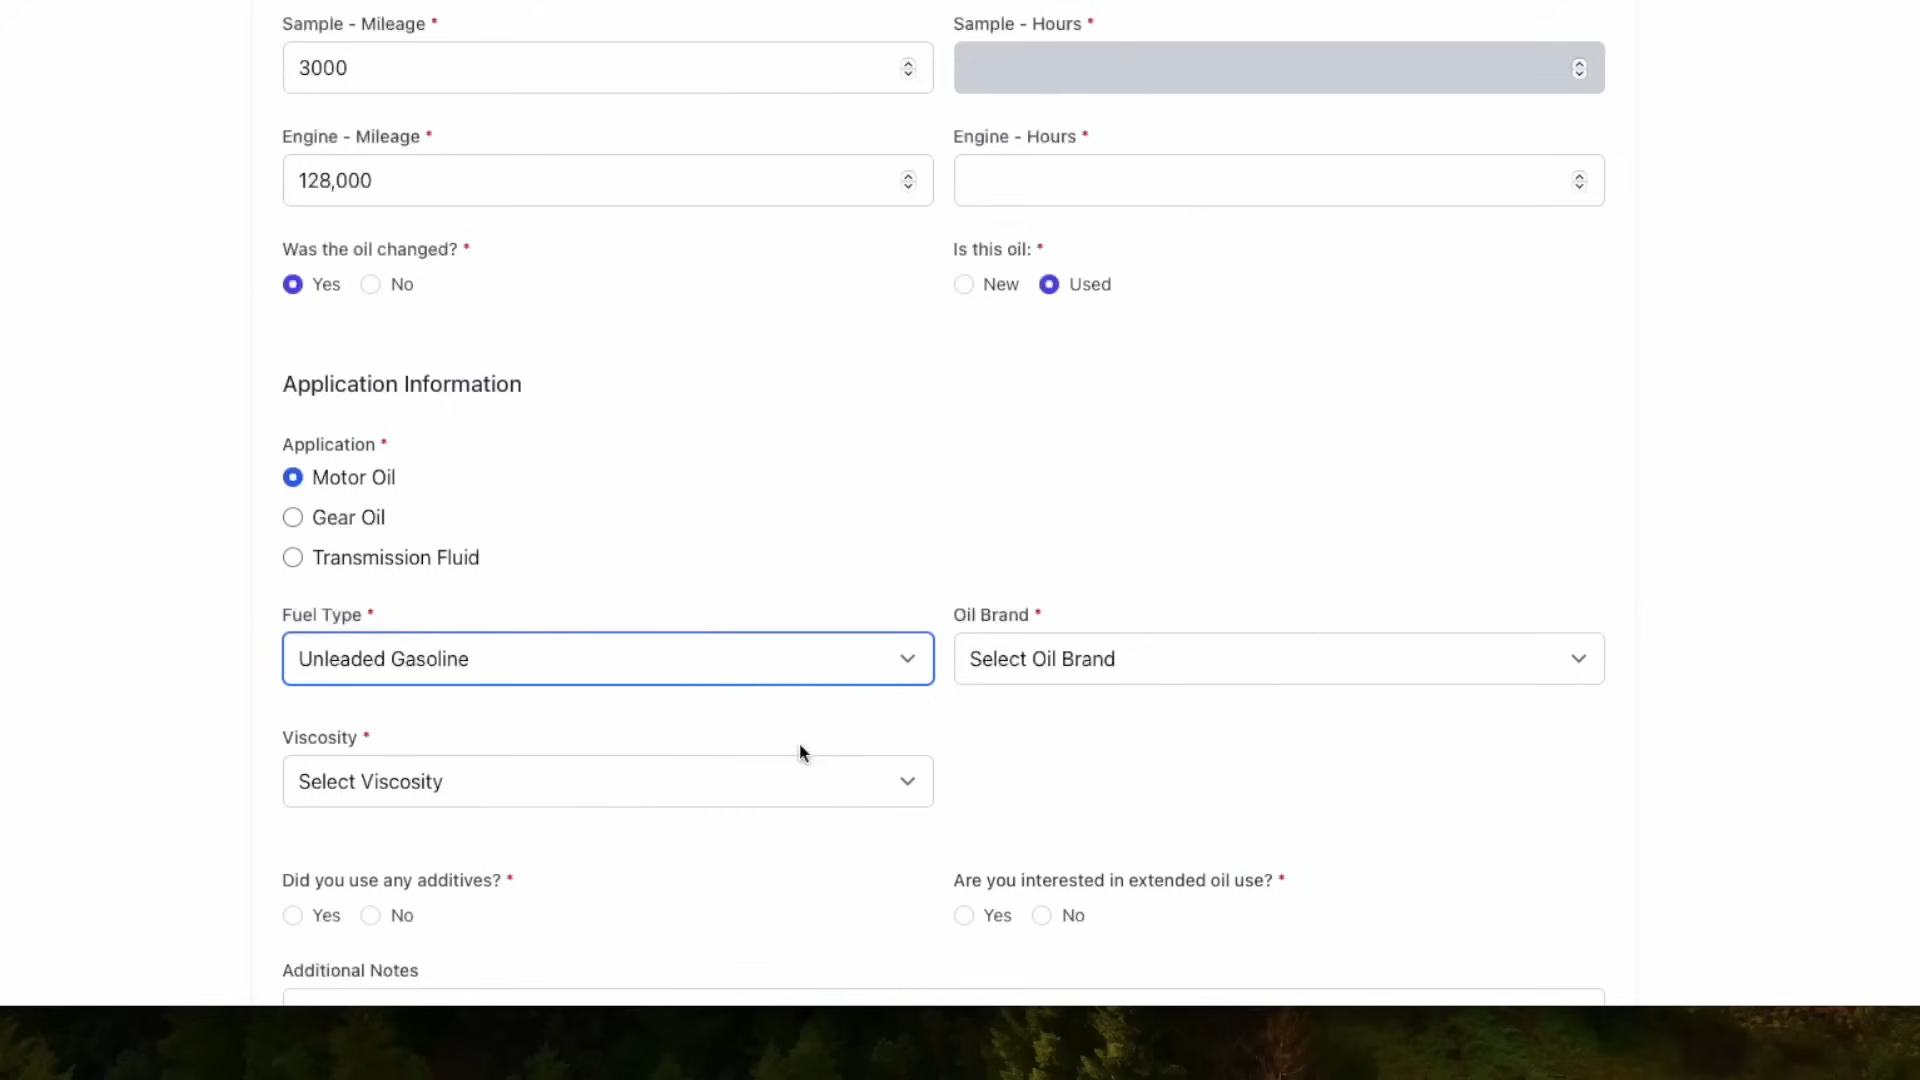 Sample - Mileage *
Sample - Hours *
3000
Engine - Mileage *
Engine - Hours *
128,000
Was the oil changed? *
Is this oil: *
Yes No
New Used
Application Information
Application *
Motor Oil
Gear Oil
Transmission Fluid
Fuel Type *
Oil Brand *
Unleaded Gasoline
Select Oil Brand
Viscosity *
Select Viscosity
Did you use any additives? *
Are you interested in extended oil use? *
Yes No
Yes No
Additional Notes